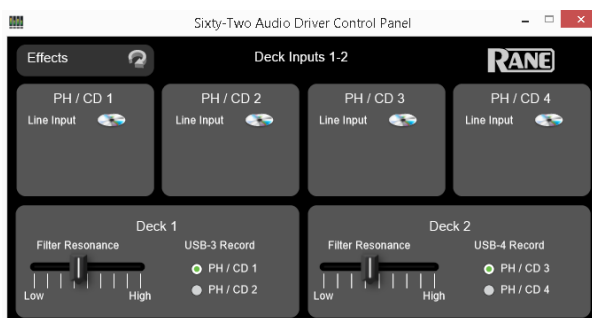 Sixty-Two Audio Driver Control Panel
Effects
Deck Inputs 1-2
RANE
PH / CD 1
Line Input
PH / CD 2
Line Input
PH / CD 3
Line Input
PH / CD 4
Line Input
Deck 1
Filter Resonance
Low High
USB-3 Record
PH / CD 1
PH / CD 2
Deck 2
Filter Resonance
Low High
USB-4 Record
PH / CD 3
PH / CD 4